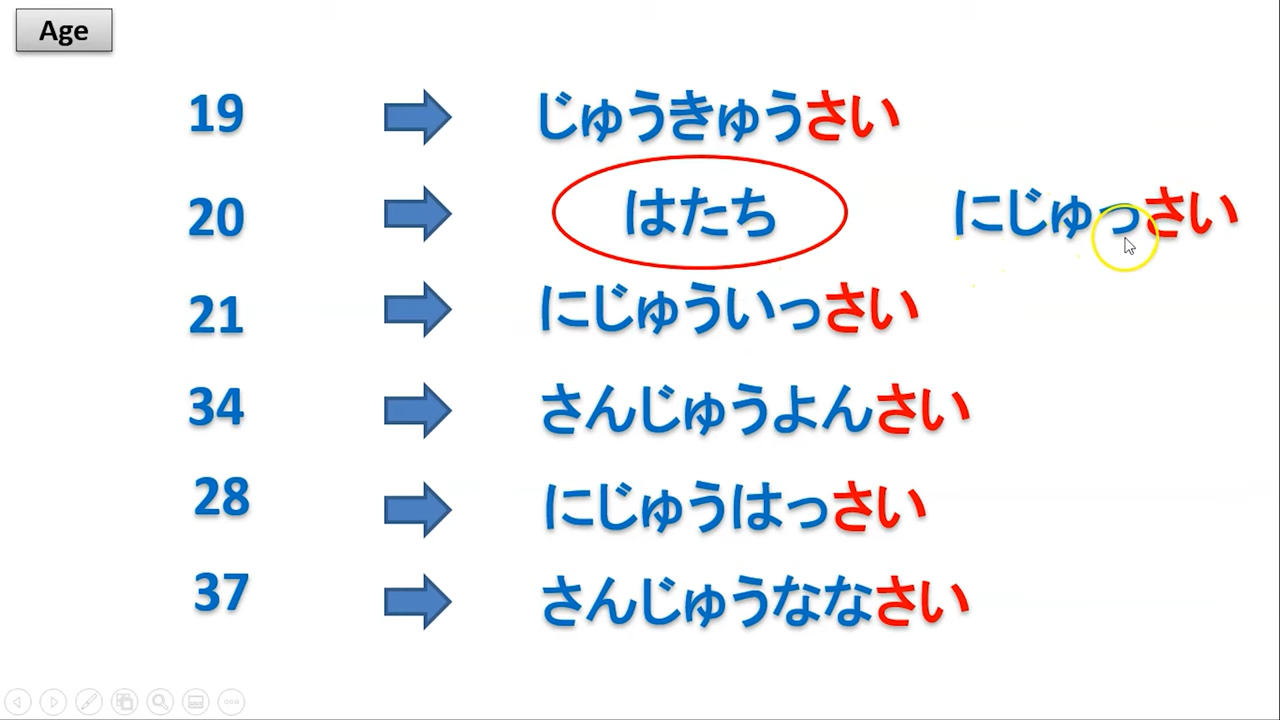 Age
19 じゅうきゅうさい
20 はたち にじゅっさい
21 にじゅういっさい
34 さんじゅうよんさい
28 にじゅうはっさい
37 さんじゅうななさい